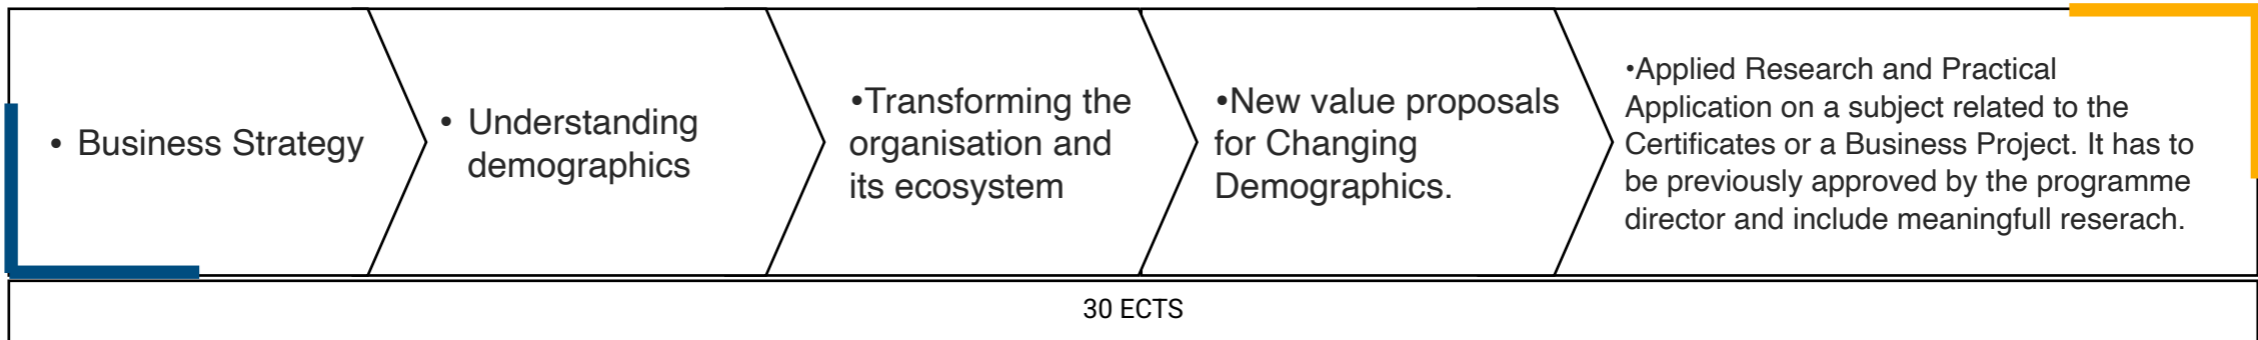 • Business Strategy
• Understanding
demographics
•Transforming the
organisation and
its ecosystem
•New value proposals
for Changing
Demographics.
•Applied Research and Practical
Application on a subject related to the
Certificates or a Business Project. It has to
be previously approved by the programme
director and include meaningfull reserach.
30 ECTS